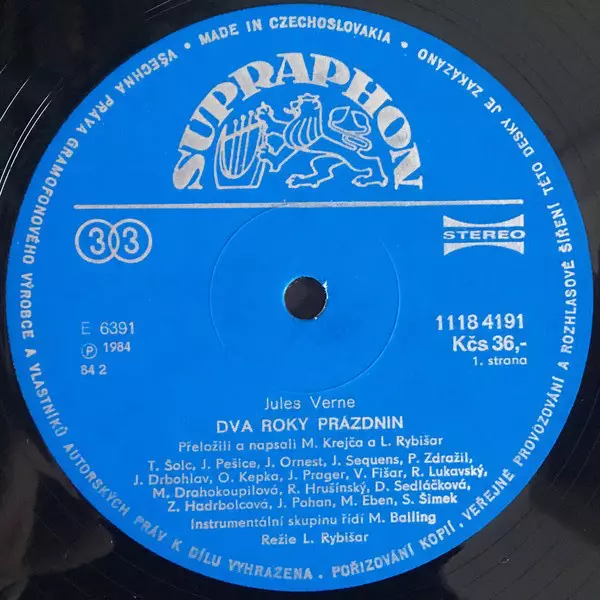 • MADE IN CZECHOSLOVAKIA •
VŠECHNA PRÁVA GRAMOFONOVÉHO VÝROBCE A VLASTNÍKŮ AUTORSKÝCH PRÁV K DÍLU VYHRAZENA • POŘIZOVÁNÍ KOPIÍ • VEŘEJNÉ PROVOZOVÁNÍ A ROZHLASOVÉ ŠÍŘENÍ TÉTO DESKY JE ZAKÁZÁNO
SUPRAPHON
33
STEREO
E 6391
Ⓟ 1984
84 2
1118 4191
Kčs 36,-
1. strana
Jules Verne
DVA ROKY PRÁZDNIN
Přeložili a napsali M. Krejča a L. Rybišar
T. Šolc, J. Pešice, J. Ornest, J. Sequens, P. Zdražil,
J. Drbohlav, O. Kepka, J. Prager, V. Fišar, R. Lukavský,
M. Drahokoupilová, R. Hrušínský, D. Sedláčková,
Z. Hadrbolcová, J. Pohan, M. Eben, S. Šimek
Instrumentální skupinu řídí M. Balling
Režie L. Rybišar